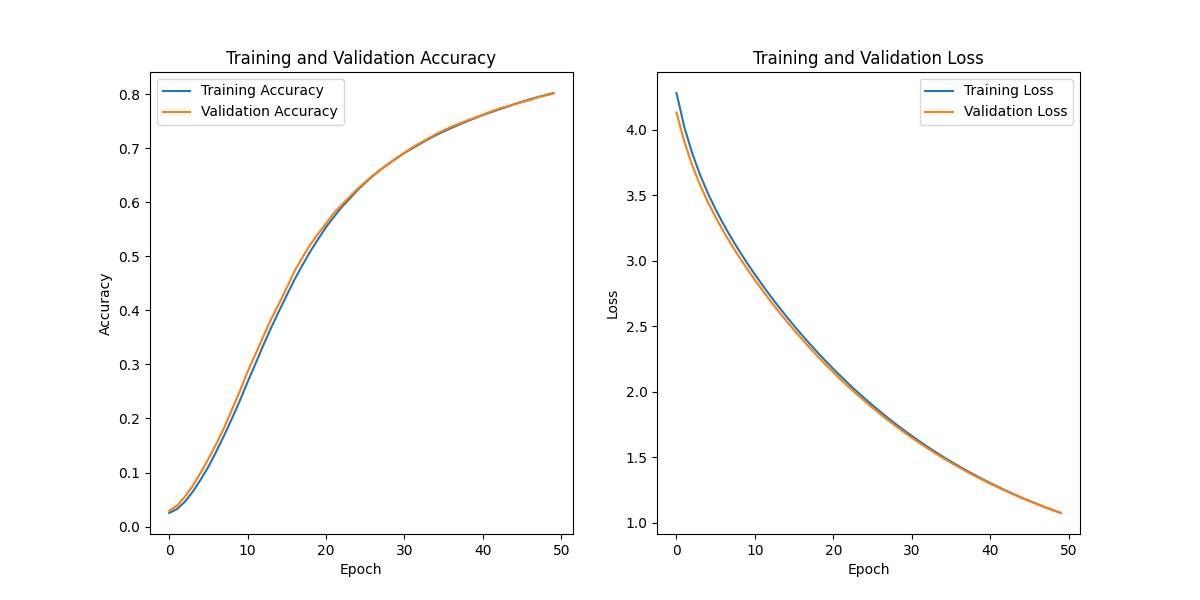 Training and Validation Accuracy
Training Accuracy
Validation Accuracy
0.8
0.7
0.6
0.5
0.4
0.3
0.2
0.1
0.0
Accuracy
0 10 20 30 40 50
Epoch
Training and Validation Loss
Training Loss
Validation Loss
4.0
3.5
3.0
2.5
2.0
1.5
1.0
Loss
0 10 20 30 40 50
Epoch